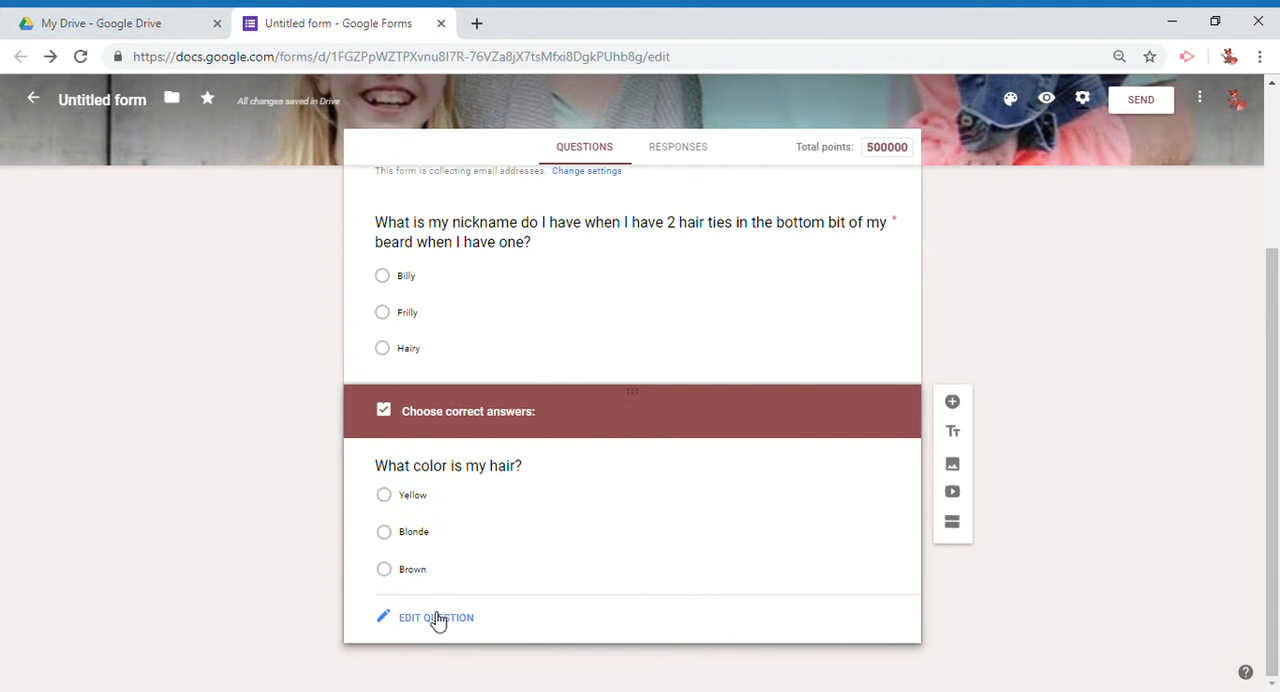 My Drive - Google Drive
Untitled form - Google Forms
https://docs.google.com/forms/d/1FGZPpWZTPXvnu8I7R-76VZa8jX7tsMfxi8DgkPUhb8g/edit
Untitled form
All changes saved in Drive
SEND
QUESTIONS
RESPONSES
Total points: 500000
This form is collecting email addresses. Change settings
What is my nickname do I have when I have 2 hair ties in the bottom bit of my *
beard when I have one?
Billy
Frilly
Hairy
Choose correct answers:
What color is my hair?
Yellow
Blonde
Brown
EDIT QUESTION